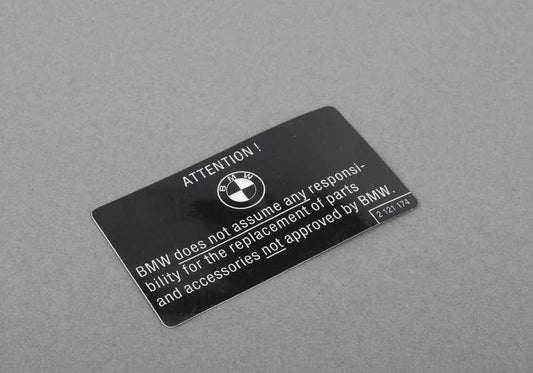 ATTENTION !
BMW
BMW does not assume any responsi-
bility for the replacement of parts
and accessories not approved by BMW.
2 121 174